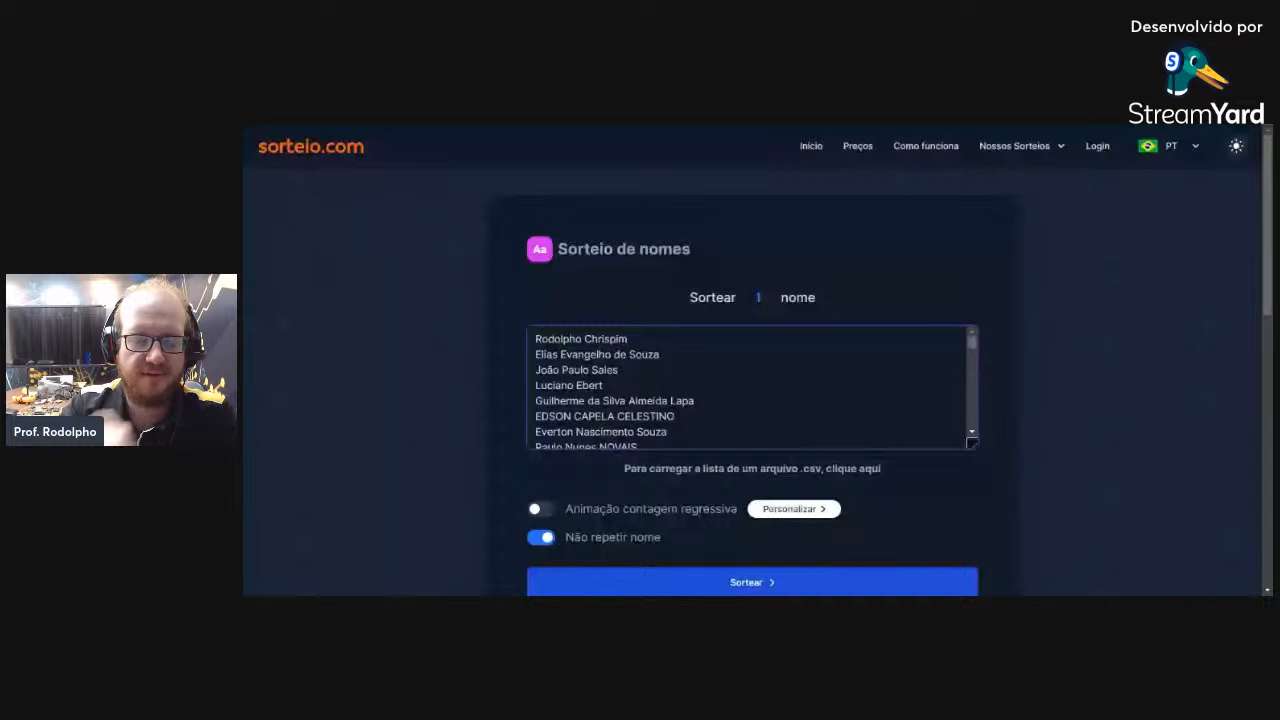 Desenvolvido por
StreamYard
sorteio.com
Início
Preços
Como funciona
Nossos Sorteios
Login
PT
Aa Sorteio de nomes
Sortear 1 nome
Rodolpho Chrispim
Elias Evangelho de Souza
João Paulo Sales
Luciano Ebert
Guilherme da Silva Almeida Lapa
EDSON CAPELA CELESTINO
Everton Nascimento Souza
Paulo Nunes NOVAIS
Para carregar a lista de um arquivo .csv, clique aqui
Animação contagem regressiva
Personalizar
Não repetir nome
Sortear
Prof. Rodolpho